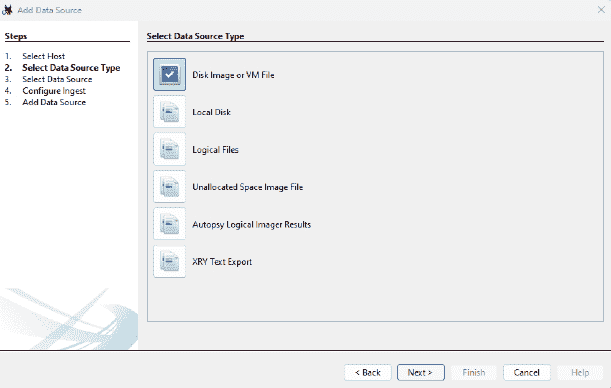 Add Data Source
Steps
1. Select Host
2. Select Data Source Type
3. Select Data Source
4. Configure Ingest
5. Add Data Source
Select Data Source Type
Disk Image or VM File
Local Disk
Logical Files
Unallocated Space Image File
Autopsy Logical Imager Results
XRY Text Export
< Back Next > Finish Cancel Help